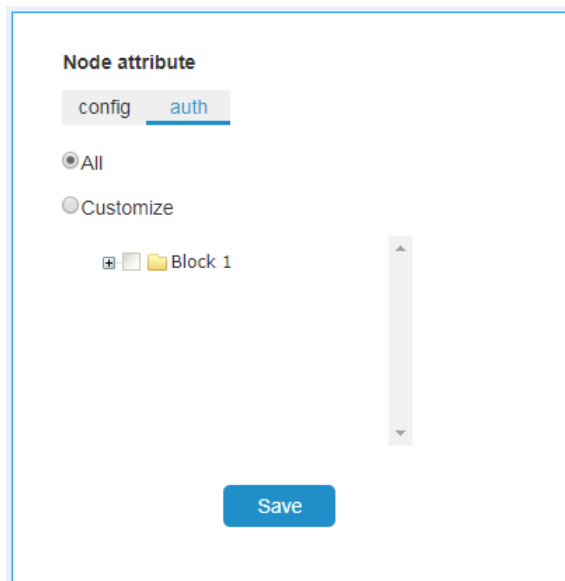 Node attribute
config auth
All
Customize
Block 1
Save